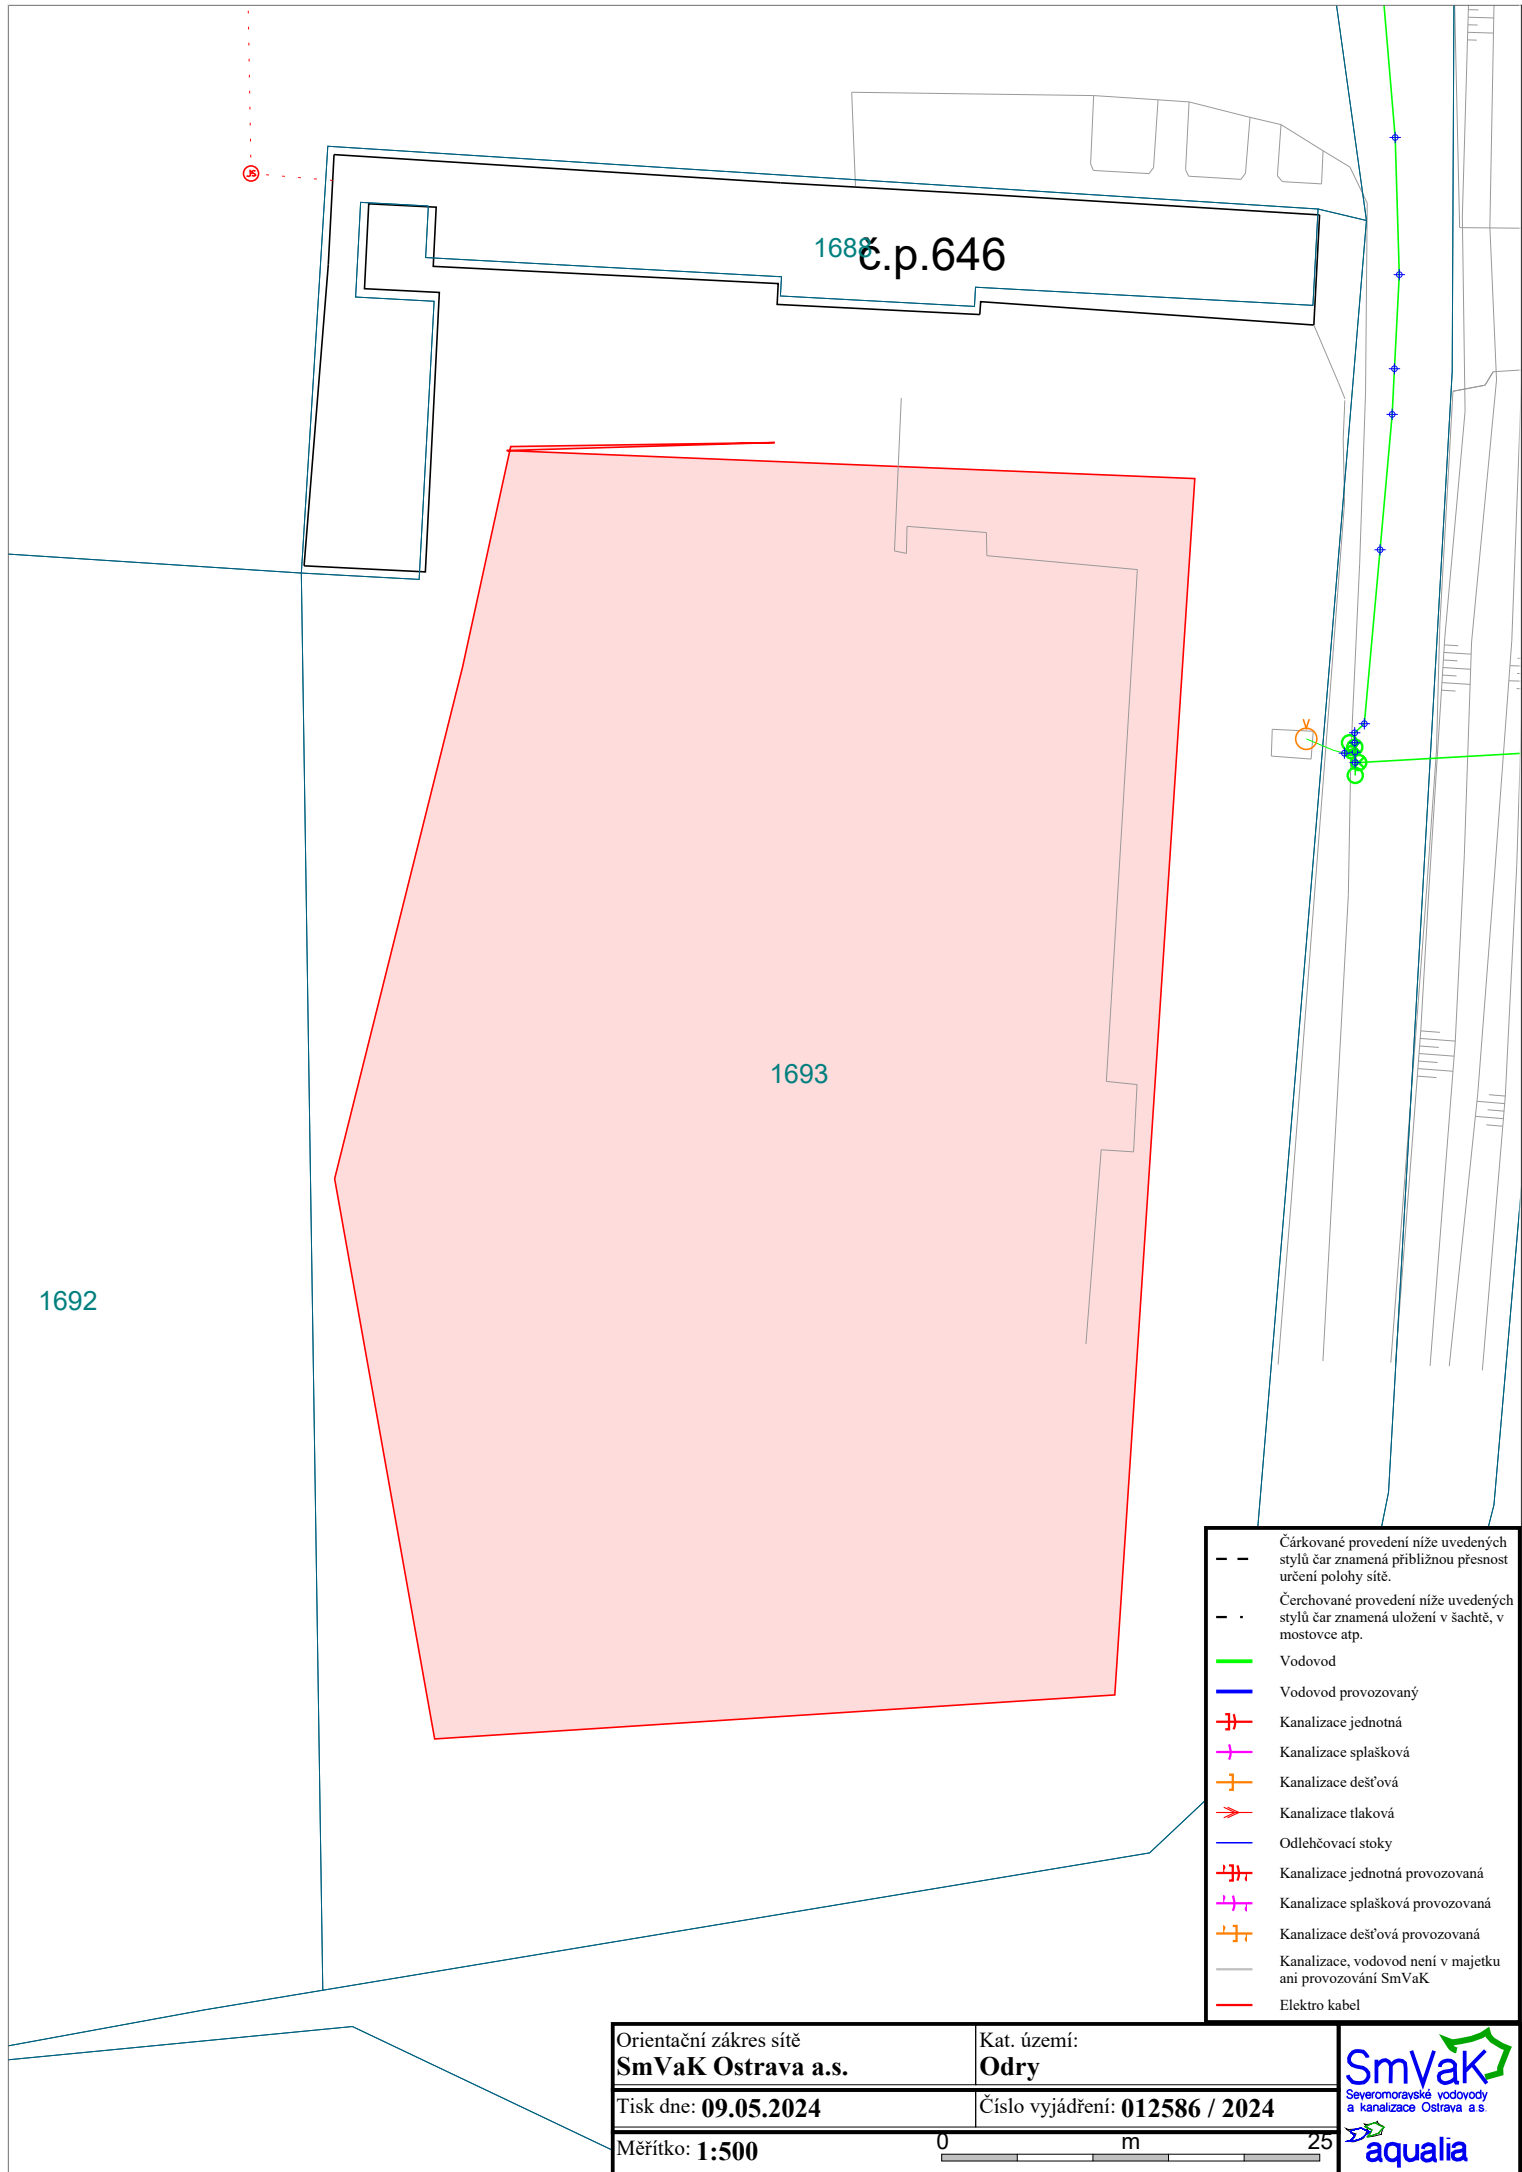 JS
1688
č.p.646
1693
1692
Čárkované provedení níže uvedených
stylů čar znamená přibližnou přesnost
určení polohy sítě.
Čerchované provedení níže uvedených
stylů čar znamená uložení v šachtě, v
mostovce atp.
Vodovod
Vodovod provozovaný
Kanalizace jednotná
Kanalizace splašková
Kanalizace dešťová
Kanalizace tlaková
Odlehčovací stoky
Kanalizace jednotná provozovaná
Kanalizace splašková provozovaná
Kanalizace dešťová provozovaná
Kanalizace, vodovod není v majetku
ani provozování SmVaK
Elektro kabel
Orientační zákres sítě
SmVaK Ostrava a.s.
Kat. území:
Odry
Tisk dne: 09.05.2024
Číslo vyjádření: 012586 / 2024
Měřítko: 1:500
0 m 25
SmVaK
Severomoravské vodovody
a kanalizace Ostrava a.s.
aqualia